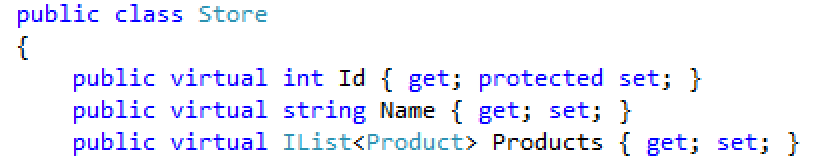 public class Store
{
    public virtual int Id { get; protected set; }
    public virtual string Name { get; set; }
    public virtual IList<Product> Products { get; set; }